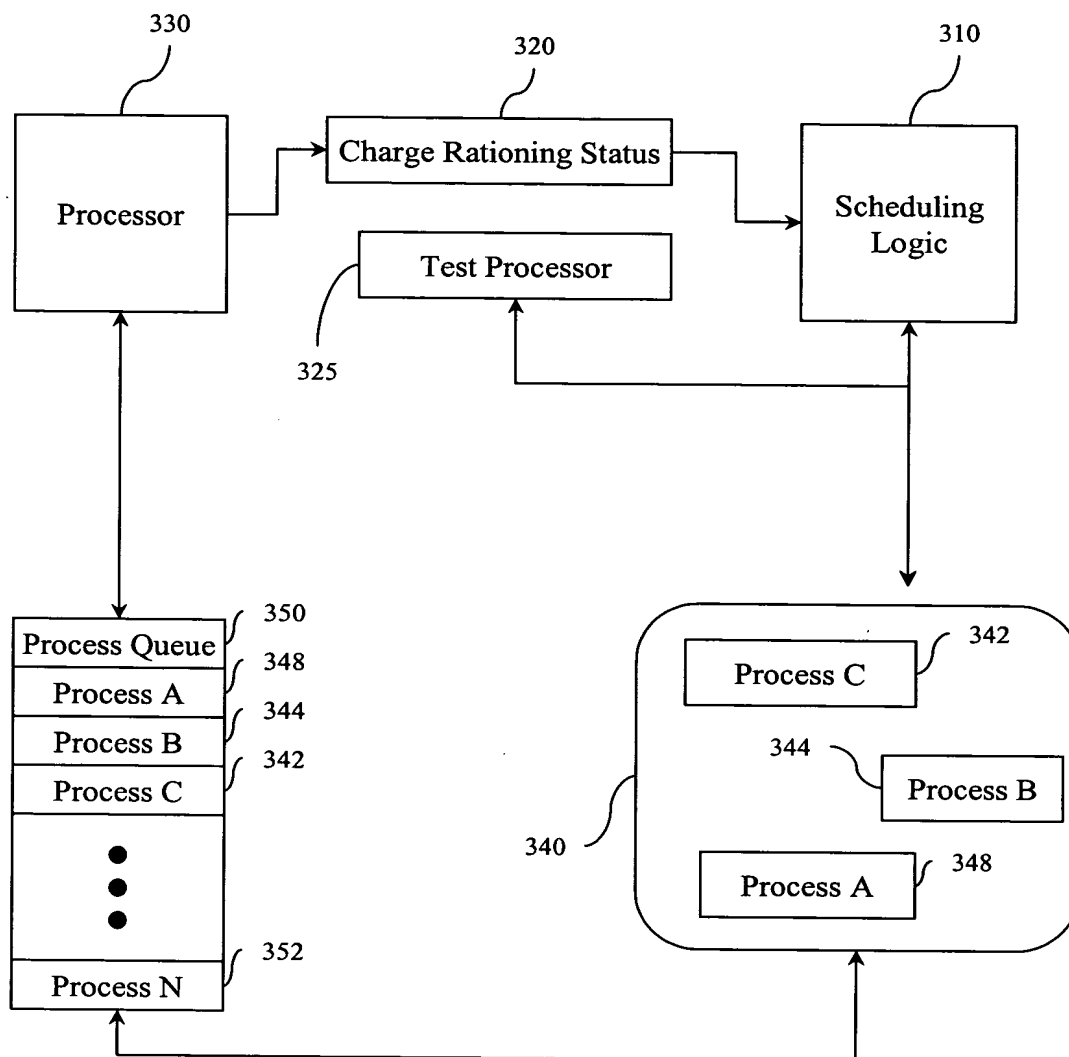 330
320
310
Processor
Charge Rationing Status
Scheduling
Logic
Test Processor
325
350
Process Queue
348
Process A
344
Process B
342
Process C
352
Process N
342
Process C
344
Process B
340
348
Process A